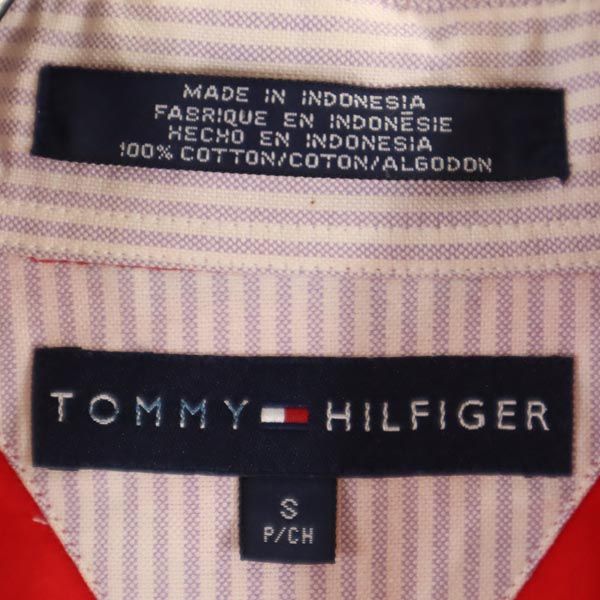 MADE IN INDONESIA
FABRIQUE EN INDONÉSIE
HECHO EN INDONESIA
100% COTTON/COTON/ALGODON
TOMMY HILFIGER
S
P/CH